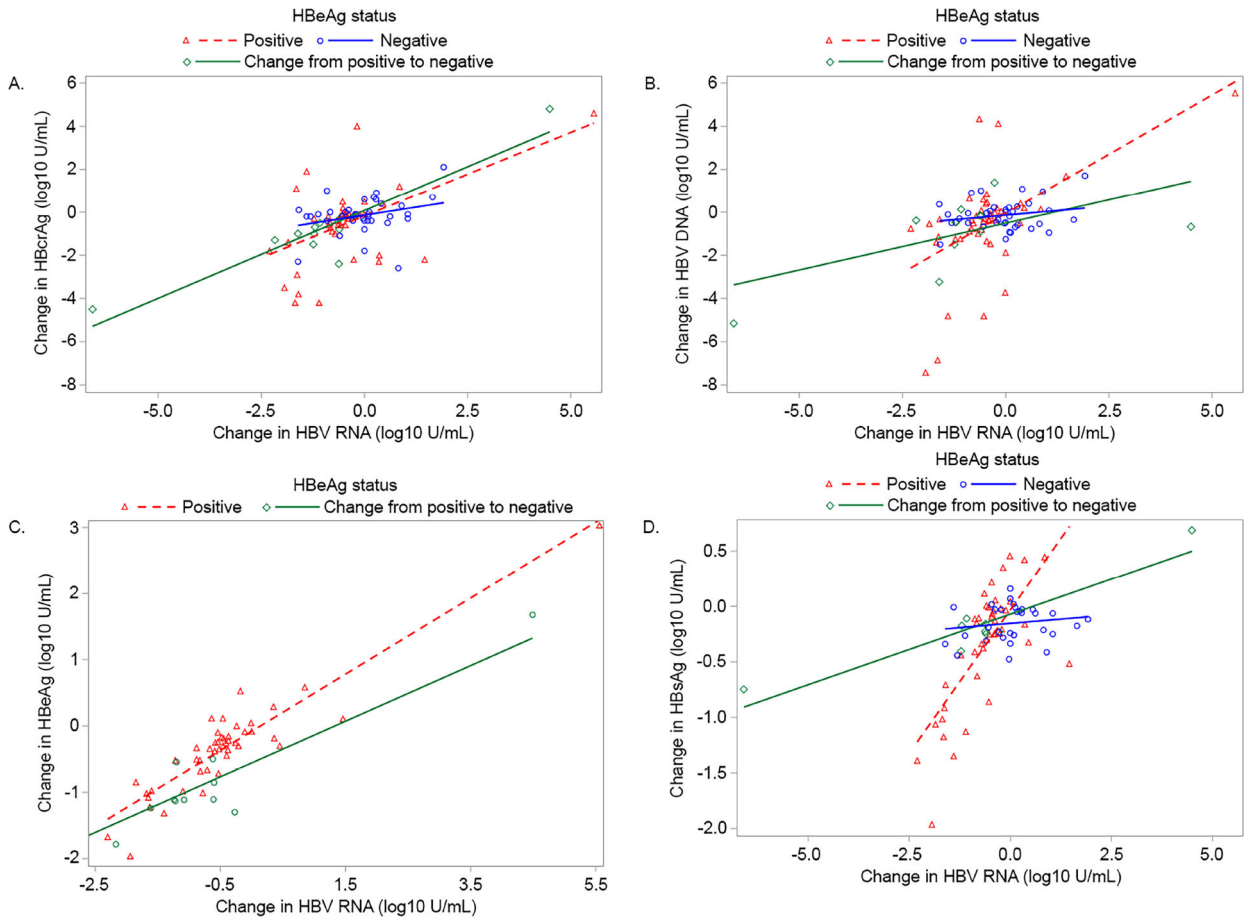 A.
HBeAg status
Positive Negative
Change from positive to negative
Change in HBcrAg (log10 U/mL)
6
4
2
0
-2
-4
-6
-8
-5.0 -2.5 0.0 2.5 5.0
Change in HBV RNA (log10 U/mL)
B.
HBeAg status
Positive Negative
Change from positive to negative
Change in HBV DNA (log10 U/mL)
6
4
2
0
-2
-4
-6
-8
-5.0 -2.5 0.0 2.5 5.0
Change in HBV RNA (log10 U/mL)
C.
HBeAg status
Positive Change from positive to negative
Change in HBeAg (log10 U/mL)
3
2
1
0
-1
-2
-2.5 -0.5 1.5 3.5 5.5
Change in HBV RNA (log10 U/mL)
D.
HBeAg status
Positive Negative
Change from positive to negative
Change in HBsAg (log10 U/mL)
0.5
0.0
-0.5
-1.0
-1.5
-2.0
-5.0 -2.5 0.0 2.5 5.0
Change in HBV RNA (log10 U/mL)